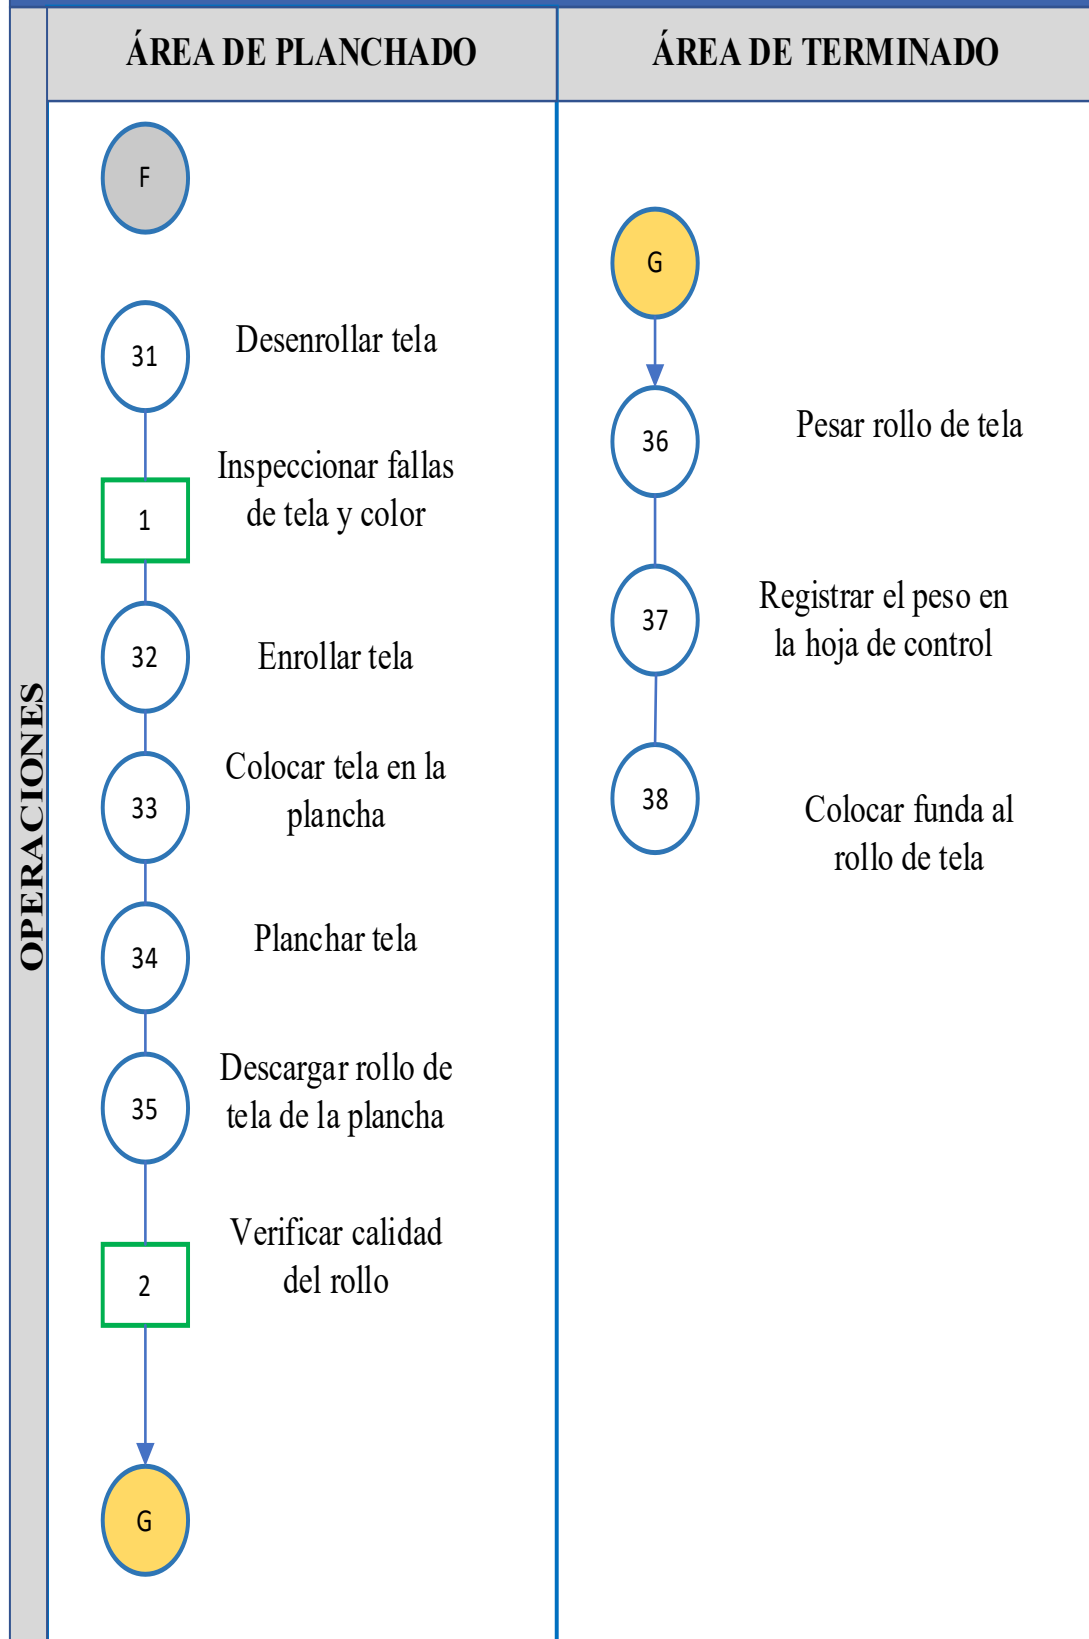 ÁREA DE PLANCHADO
ÁREA DE TERMINADO
OPERACIONES
F
31
Desenrollar tela
1
Inspeccionar fallas
de tela y color
32
Enrollar tela
33
Colocar tela en la
plancha
34
Planchar tela
35
Descargar rollo de
tela de la plancha
2
Verificar calidad
del rollo
G
G
36
Pesar rollo de tela
37
Registrar el peso en
la hoja de control
38
Colocar funda al
rollo de tela